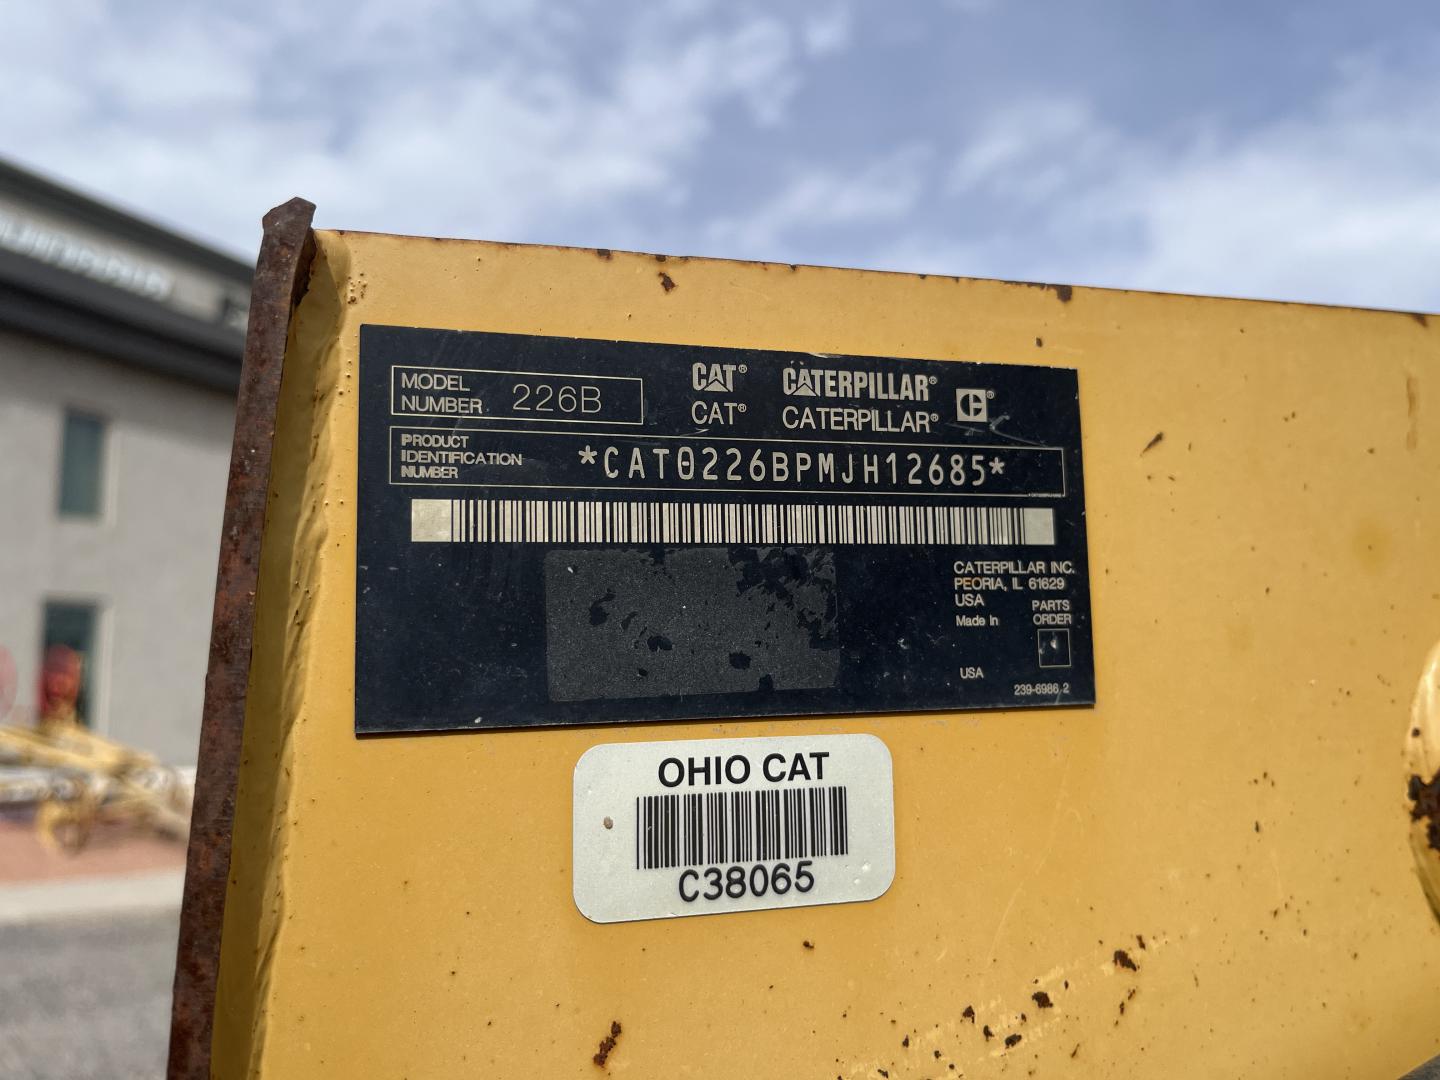 MODEL
NUMBER 226B
CAT® CATERPILLAR® C®
CAT® CATERPILLAR®
PRODUCT
IDENTIFICATION
NUMBER
*CAT0226BPMJH12685*
CATERPILLAR INC.
PEORIA, IL 61629
USA
Made in
PARTS
ORDER
USA
239-6986 2
OHIO CAT
C38065